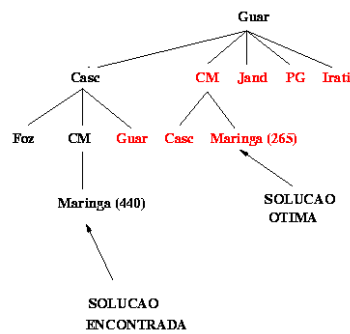 Guar
Casc CM Jand PG Irati
Foz CM Guar Casc Maringa (265)
Maringa (440)
SOLUCAO
OTIMA
SOLUCAO
ENCONTRADA